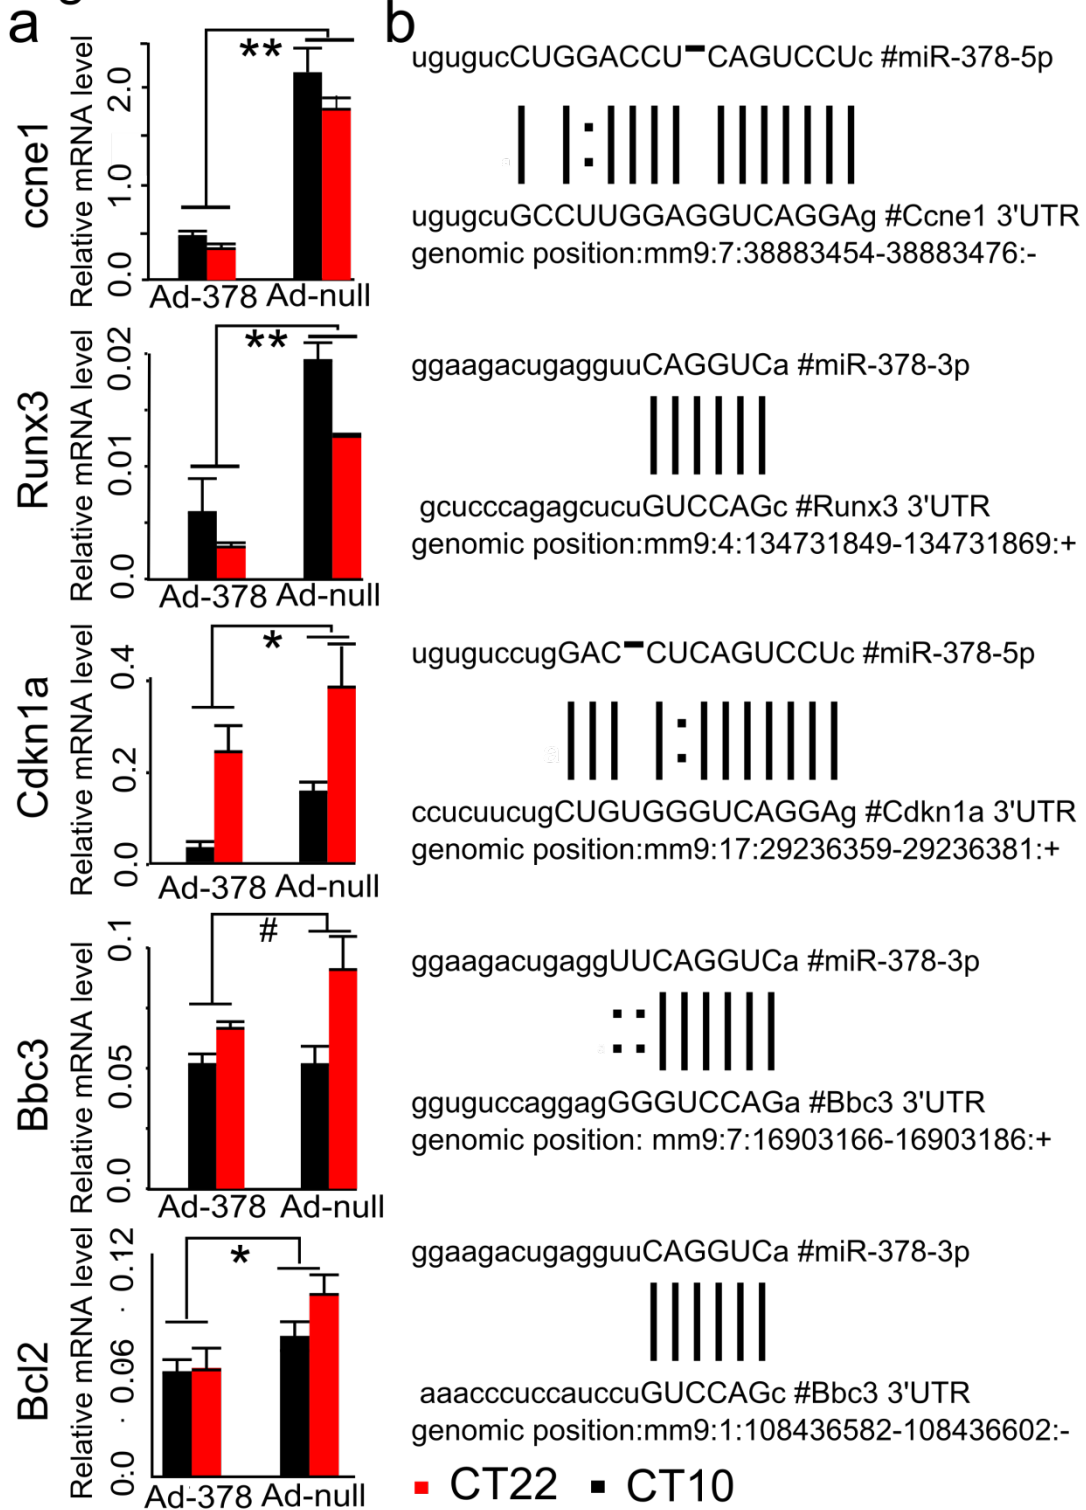 a
b
ccne1
Relative mRNA level
2.0
1.0
0.0
**
Ad-378 Ad-null
ugugucCUGGACCU-CAGUCCUc #miR-378-5p
ugugcuGCCUUGGAGGUCAGGAg #Ccne1 3'UTR
genomic position:mm9:7:38883454-38883476:-
Runx3
Relative mRNA level
0.02
0.01
0.0
**
Ad-378 Ad-null
ggaagacugagguuCAGGUCa #miR-378-3p
gcucccagagcucuGUCCAGc #Runx3 3'UTR
genomic position:mm9:4:134731849-134731869:+
Cdkn1a
Relative mRNA level
0.4
0.2
0.0
*
Ad-378 Ad-null
uguguccugGAC-CUCAGUCCUc #miR-378-5p
ccucuucugCUGUGGGUCAGGAg #Cdkn1a 3'UTR
genomic position:mm9:17:29236359-29236381:+
Bbc3
Relative mRNA level
0.1
0.05
0.0
#
Ad-378 Ad-null
ggaagacugaggUUCAGGUCa #miR-378-3p
gguguccaggagGGGUCCAGa #Bbc3 3'UTR
genomic position: mm9:7:16903166-16903186:+
Bcl2
Relative mRNA level
0.12
0.06
0.0
*
Ad-378 Ad-null
ggaagacugagguuCAGGUCa #miR-378-3p
aaacccuccauccuGUCCAGc #Bbc3 3'UTR
genomic position:mm9:1:108436582-108436602:-
CT22 CT10